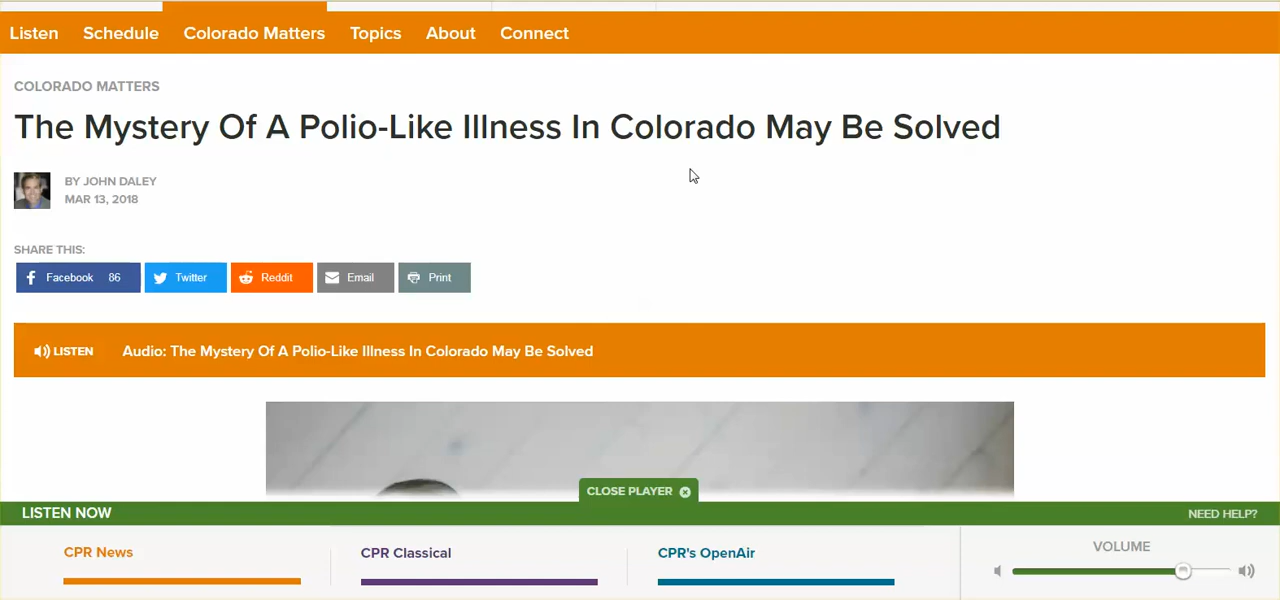 Listen Schedule Colorado Matters Topics About Connect
COLORADO MATTERS
The Mystery Of A Polio-Like Illness In Colorado May Be Solved
BY JOHN DALEY
MAR 13, 2018
SHARE THIS:
Facebook 86 Twitter Reddit Email Print
LISTEN Audio: The Mystery Of A Polio-Like Illness In Colorado May Be Solved
CLOSE PLAYER
LISTEN NOW NEED HELP?
CPR News CPR Classical CPR's OpenAir VOLUME